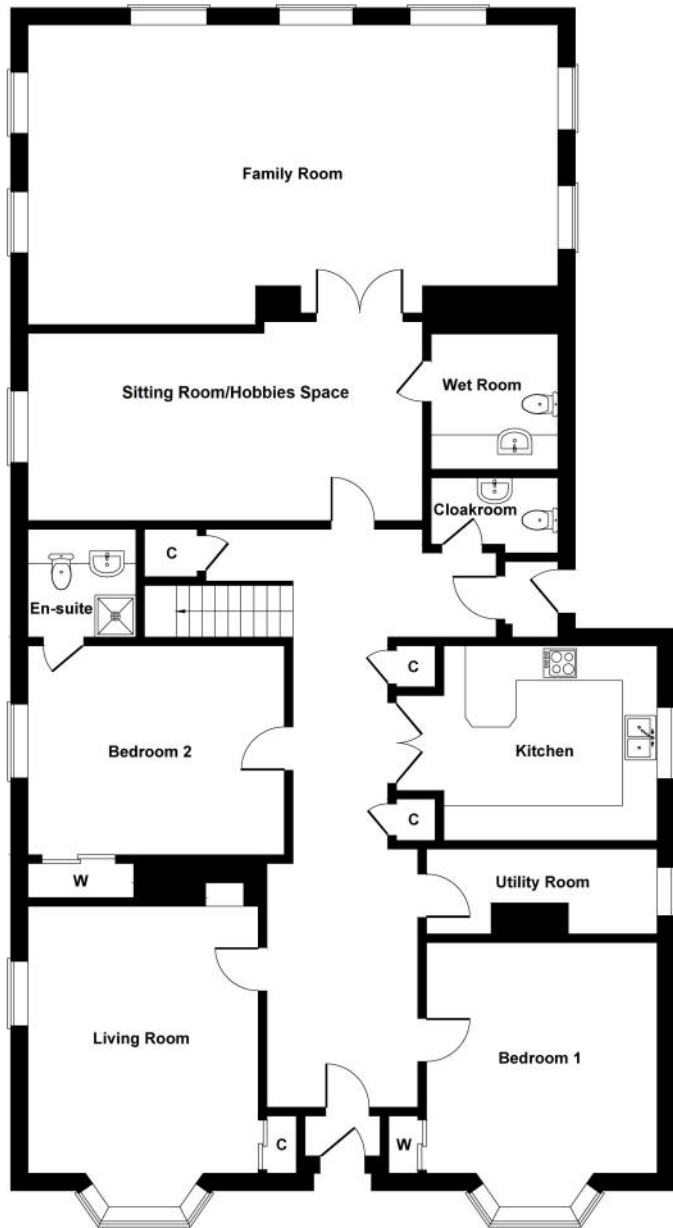 Family Room
Sitting Room/Hobbies Space
Wet Room
Cloakroom
C
En-suite
C
Bedroom 2
Kitchen
C
W
Utility Room
Living Room
Bedroom 1
C
W